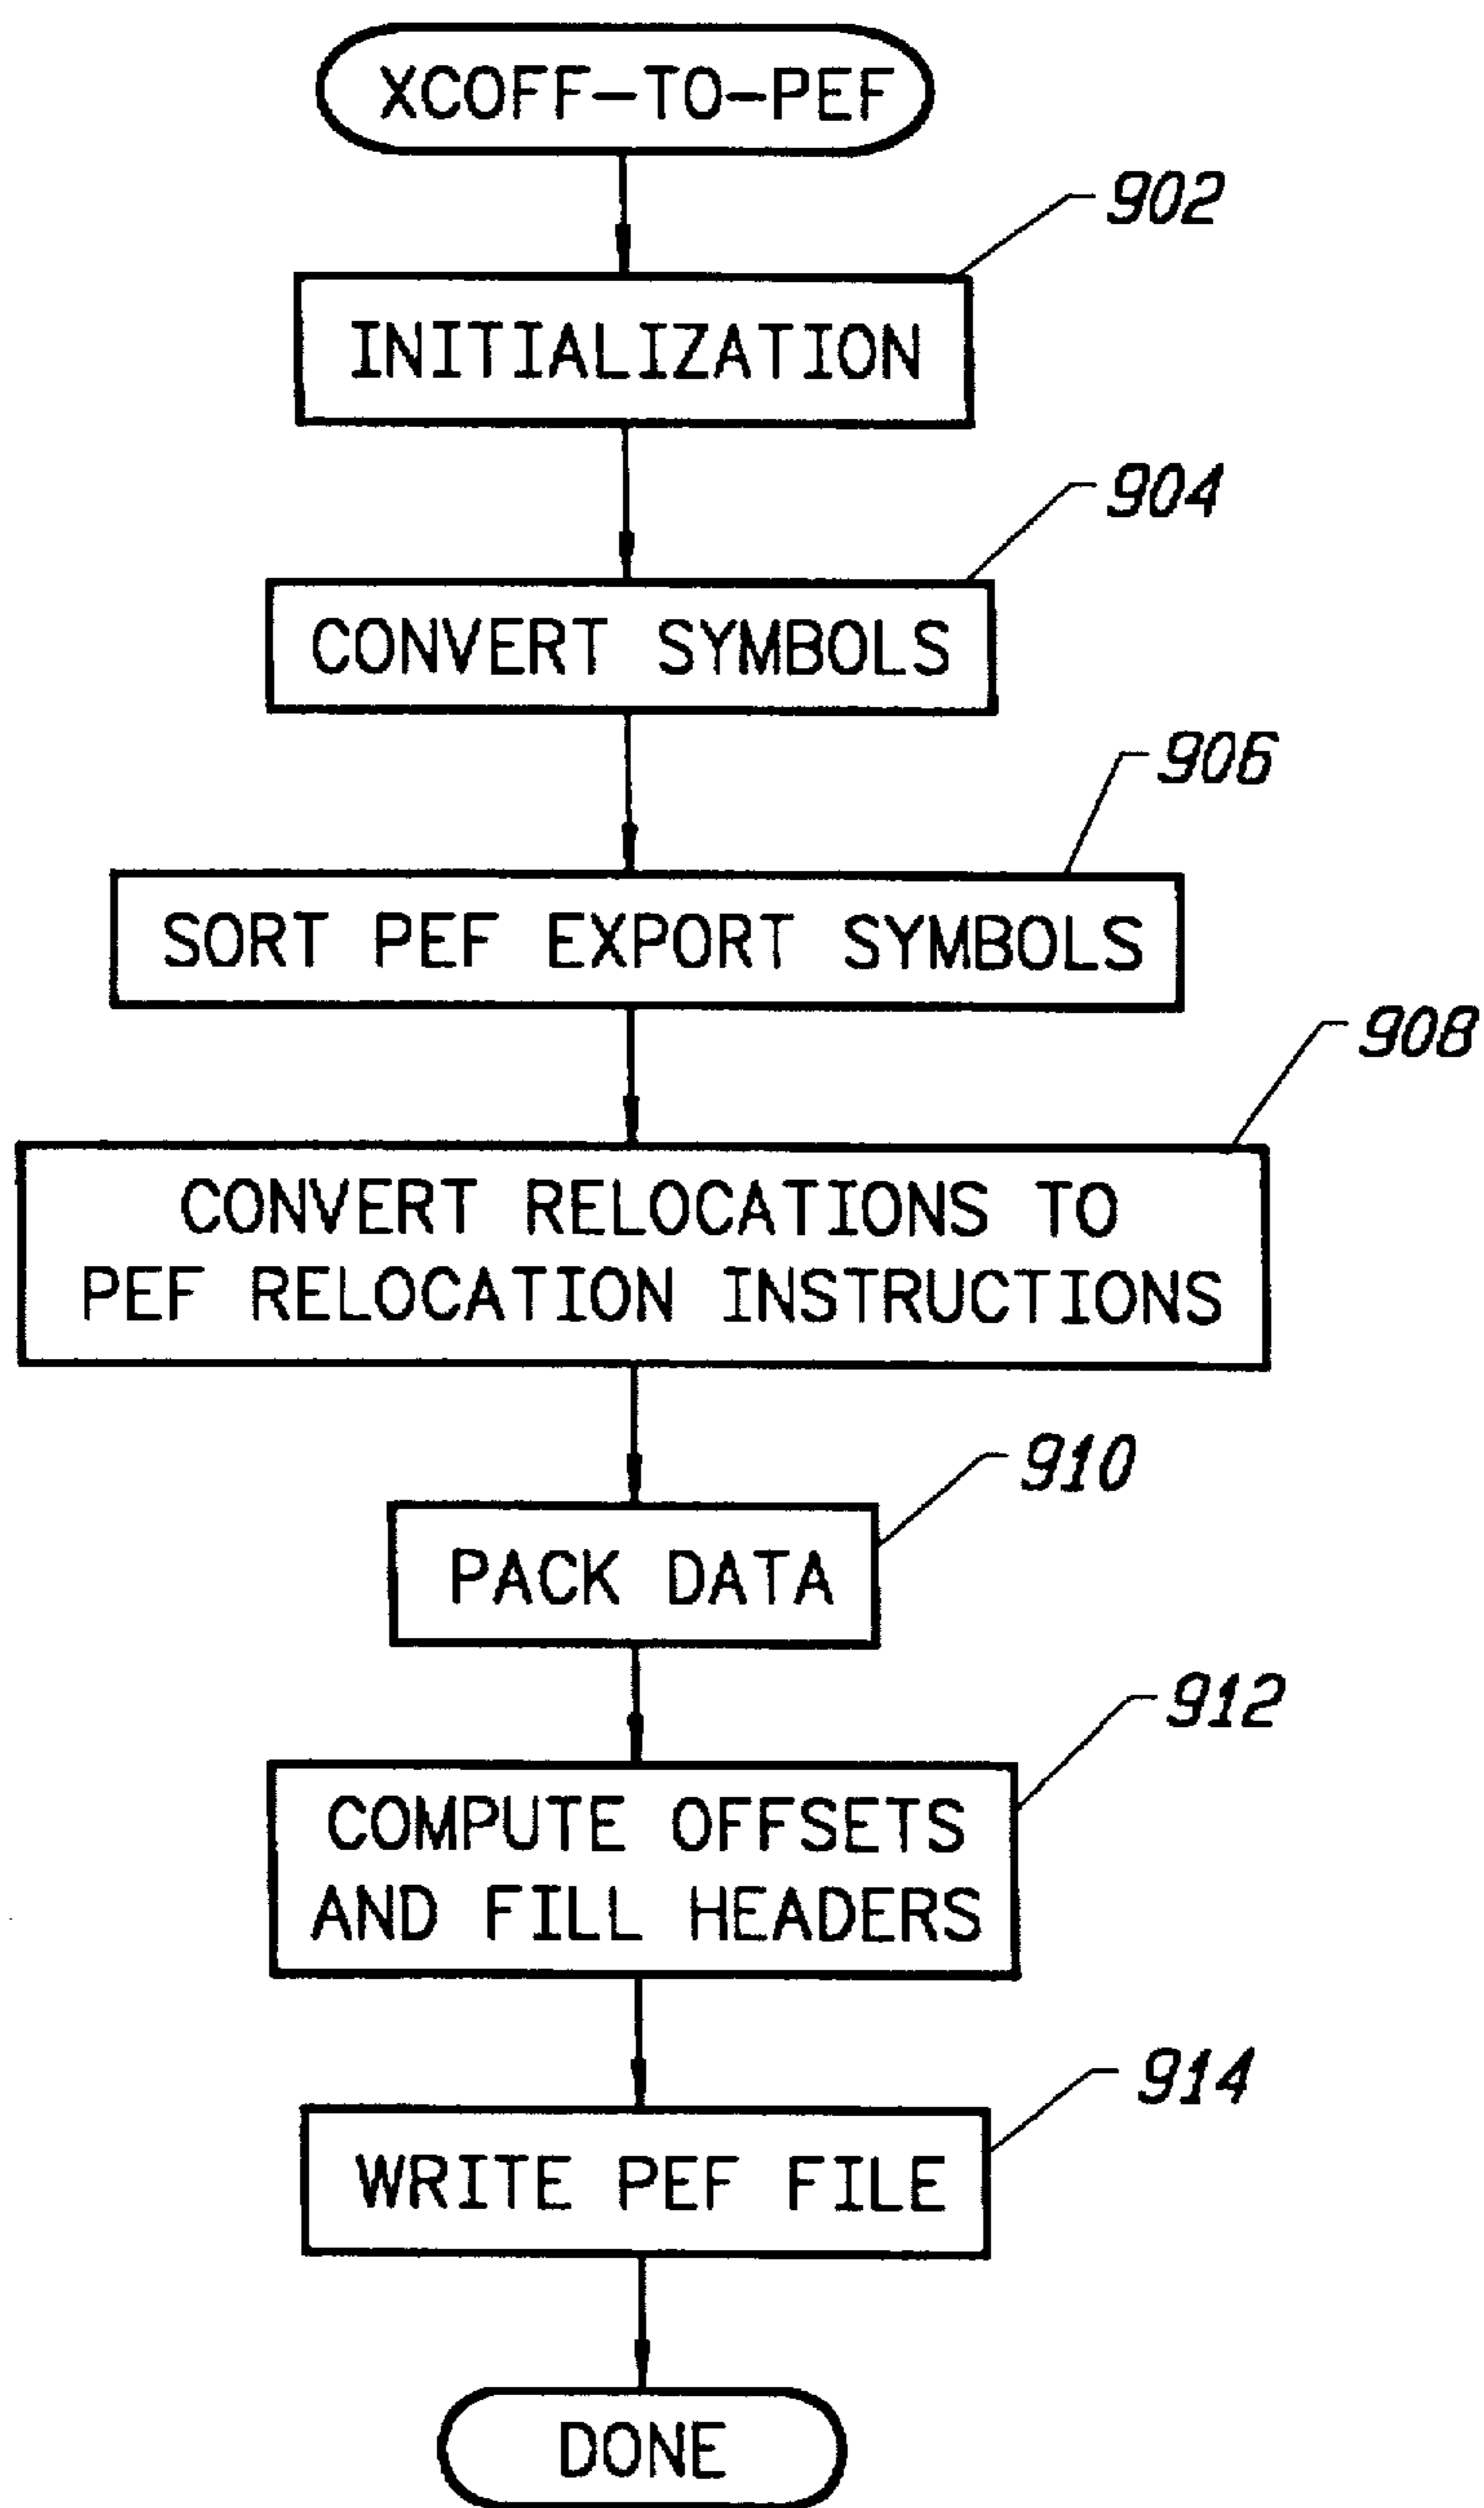 XCOFF-TO-PEF
902
INITIALIZATION
904
CONVERT SYMBOLS
906
SORT PEF EXPORT SYMBOLS
908
CONVERT RELOCATIONS TO
PEF RELOCATION INSTRUCTIONS
910
PACK DATA
912
COMPUTE OFFSETS
AND FILL HEADERS
914
WRITE PEF FILE
DONE